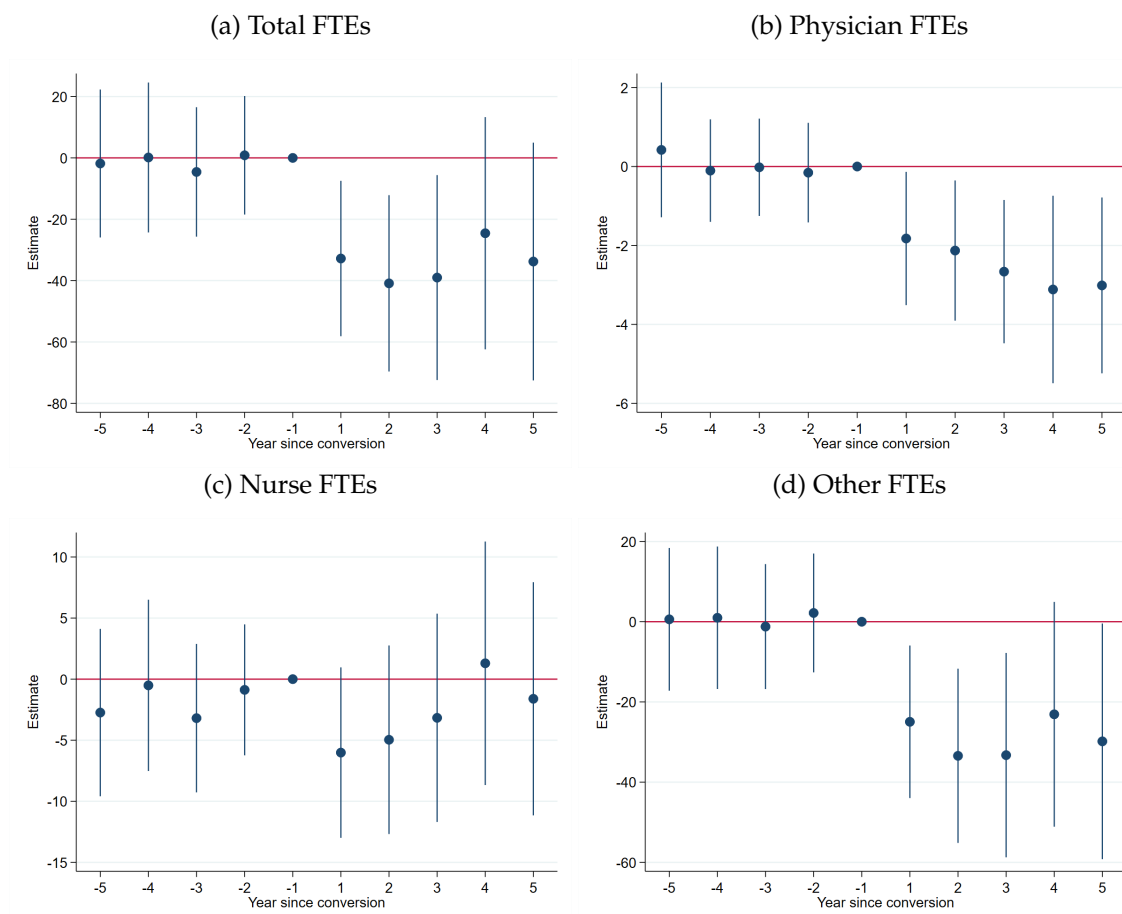 (a) Total FTEs
20
0
-20
-40
-60
-80
Estimate
-5 -4 -3 -2 -1 1 2 3 4 5
Year since conversion
(b) Physician FTEs
2
0
-2
-4
-6
Estimate
-5 -4 -3 -2 -1 1 2 3 4 5
Year since conversion
(c) Nurse FTEs
10
5
0
-5
-10
-15
Estimate
-5 -4 -3 -2 -1 1 2 3 4 5
Year since conversion
(d) Other FTEs
20
0
-20
-40
-60
Estimate
-5 -4 -3 -2 -1 1 2 3 4 5
Year since conversion